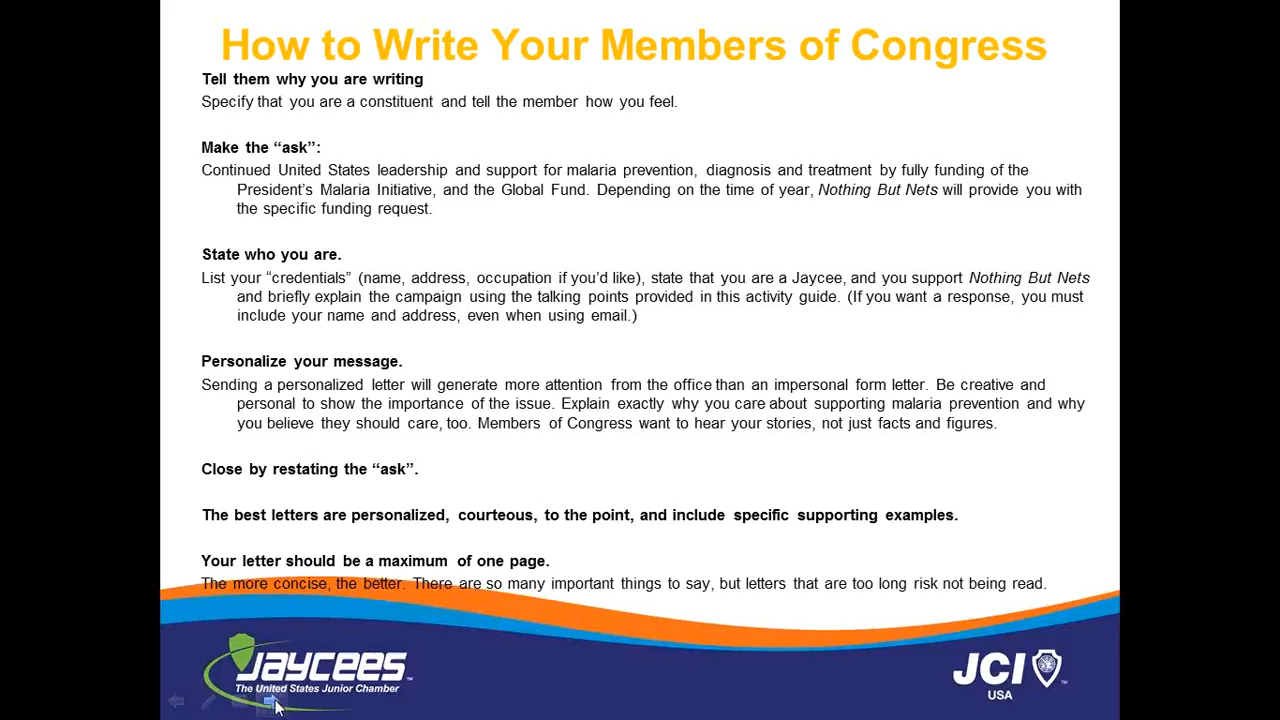 How to Write Your Members of Congress
Tell them why you are writing
Specify that you are a constituent and tell the member how you feel.
Make the “ask”:
Continued United States leadership and support for malaria prevention, diagnosis and treatment by fully funding of the
President’s Malaria Initiative, and the Global Fund. Depending on the time of year, Nothing But Nets will provide you with
the specific funding request.
State who you are.
List your “credentials” (name, address, occupation if you’d like), state that you are a Jaycee, and you support Nothing But Nets
and briefly explain the campaign using the talking points provided in this activity guide. (If you want a response, you must
include your name and address, even when using email.)
Personalize your message.
Sending a personalized letter will generate more attention from the office than an impersonal form letter. Be creative and
personal to show the importance of the issue. Explain exactly why you care about supporting malaria prevention and why
you believe they should care, too. Members of Congress want to hear your stories, not just facts and figures.
Close by restating the “ask”.
The best letters are personalized, courteous, to the point, and include specific supporting examples.
Your letter should be a maximum of one page.
The more concise, the better. There are so many important things to say, but letters that are too long risk not being read.
Jaycees™
The United States Junior Chamber
JCI™
USA